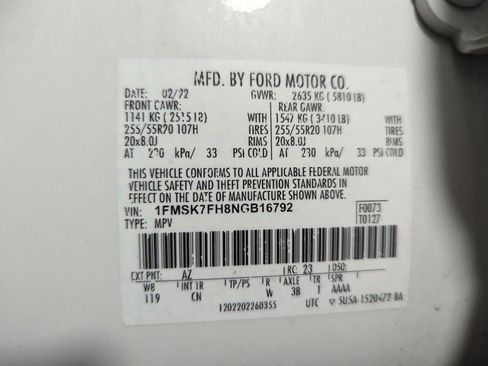 MFD. BY FORD MOTOR CO.
DATE: 02/22 GVWR: 2635 KG ( 5810 LB)
FRONT GAWR: REAR GAWR:
1141 KG ( 2515 LB) WITH 1547 KG ( 3410 LB) WITH
255/55R20 107H TIRES 255/55R20 107H TIRES
20x8.0J RIMS 20x8.0J RIMS
AT 230 kPa/ 33 PSI COLD AT 230 kPa/ 33 PSI COLD
THIS VEHICLE CONFORMS TO ALL APPLICABLE FEDERAL MOTOR
VEHICLE SAFETY AND THEFT PREVENTION STANDARDS IN
EFFECT ON THE DATE OF MANUFACTURE SHOWN ABOVE.
VIN: 1FMSK7FH8NGB16792 F0073
TYPE: MPV T0127
EXT PNT: AZ RC: 23 DSO:
WB INT TR TP/PS R AXLE TR SPR
119 CN W 3B T AAAA
1202202260355 UTC ▽ 5U5A-1520472-BA